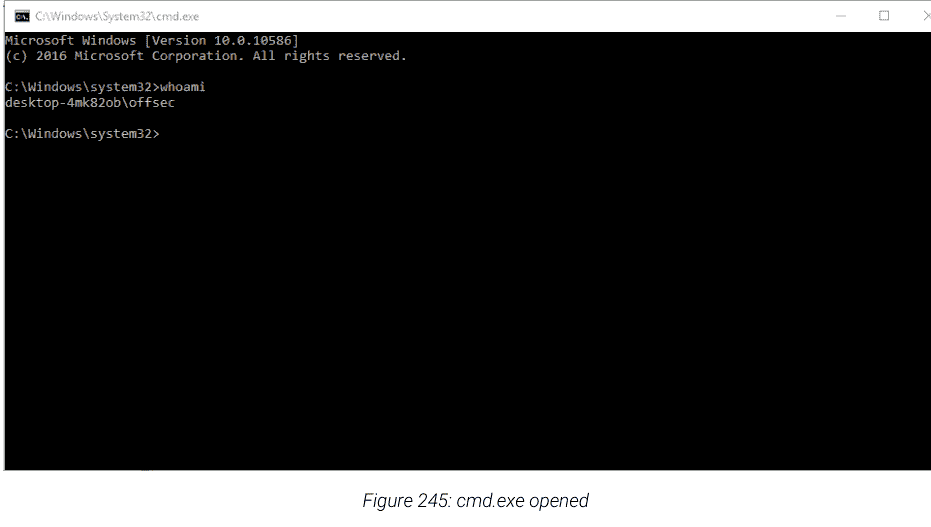 C:\Windows\System32\cmd.exe
Microsoft Windows [Version 10.0.10586]
(c) 2016 Microsoft Corporation. All rights reserved.
C:\Windows\system32>whoami
desktop-4mk82ob\offsec
C:\Windows\system32>
Figure 245: cmd.exe opened